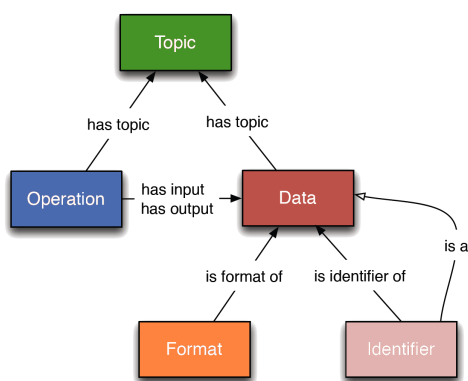 Topic
has topic
has topic
Operation
has input
has output
Data
is a
is format of
is identifier of
Format
Identifier